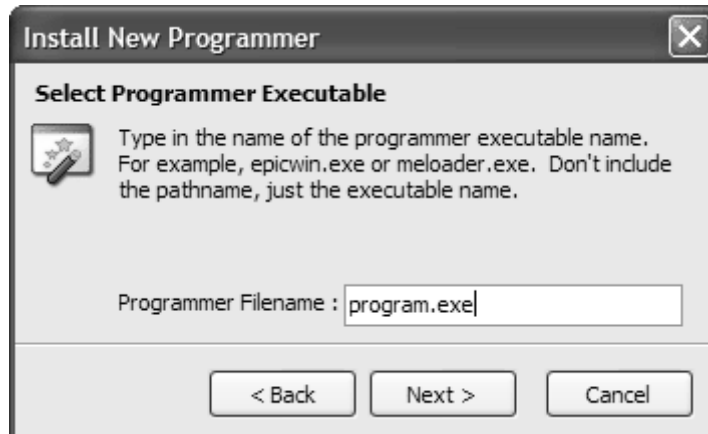 Install New Programmer
Select Programmer Executable
Type in the name of the programmer executable name.
For example, epicwin.exe or meloader.exe.  Don't include
the pathname, just the executable name.
Programmer Filename : program.exe
< Back Next > Cancel